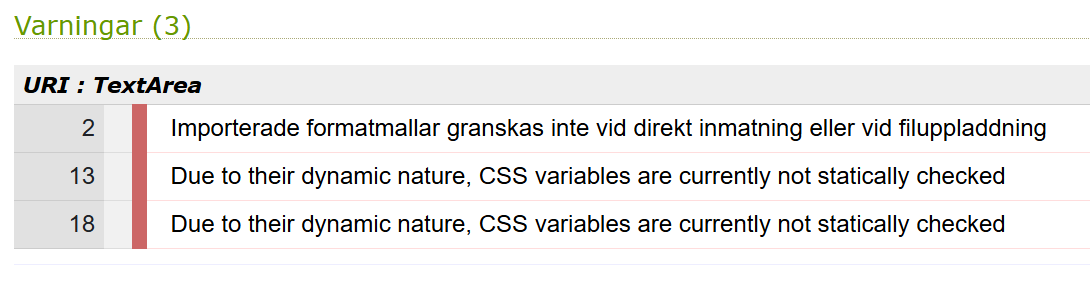 Varningar (3)
URI : TextArea
2 Importerade formatmallar granskas inte vid direkt inmatning eller vid filuppladdning
13 Due to their dynamic nature, CSS variables are currently not statically checked
18 Due to their dynamic nature, CSS variables are currently not statically checked